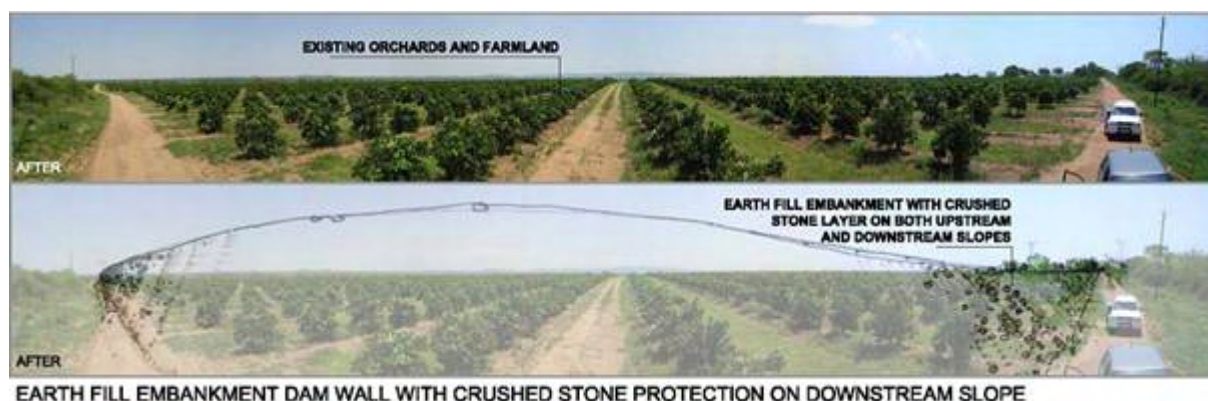 EXISTING ORCHARDS AND FARMLAND
AFTER
EARTH FILL EMBANKMENT WITH CRUSHED
STONE LAYER ON BOTH UPSTREAM
AND DOWNSTREAM SLOPES
AFTER
EARTH FILL EMBANKMENT DAM WALL WITH CRUSHED STONE PROTECTION ON DOWNSTREAM SLOPE